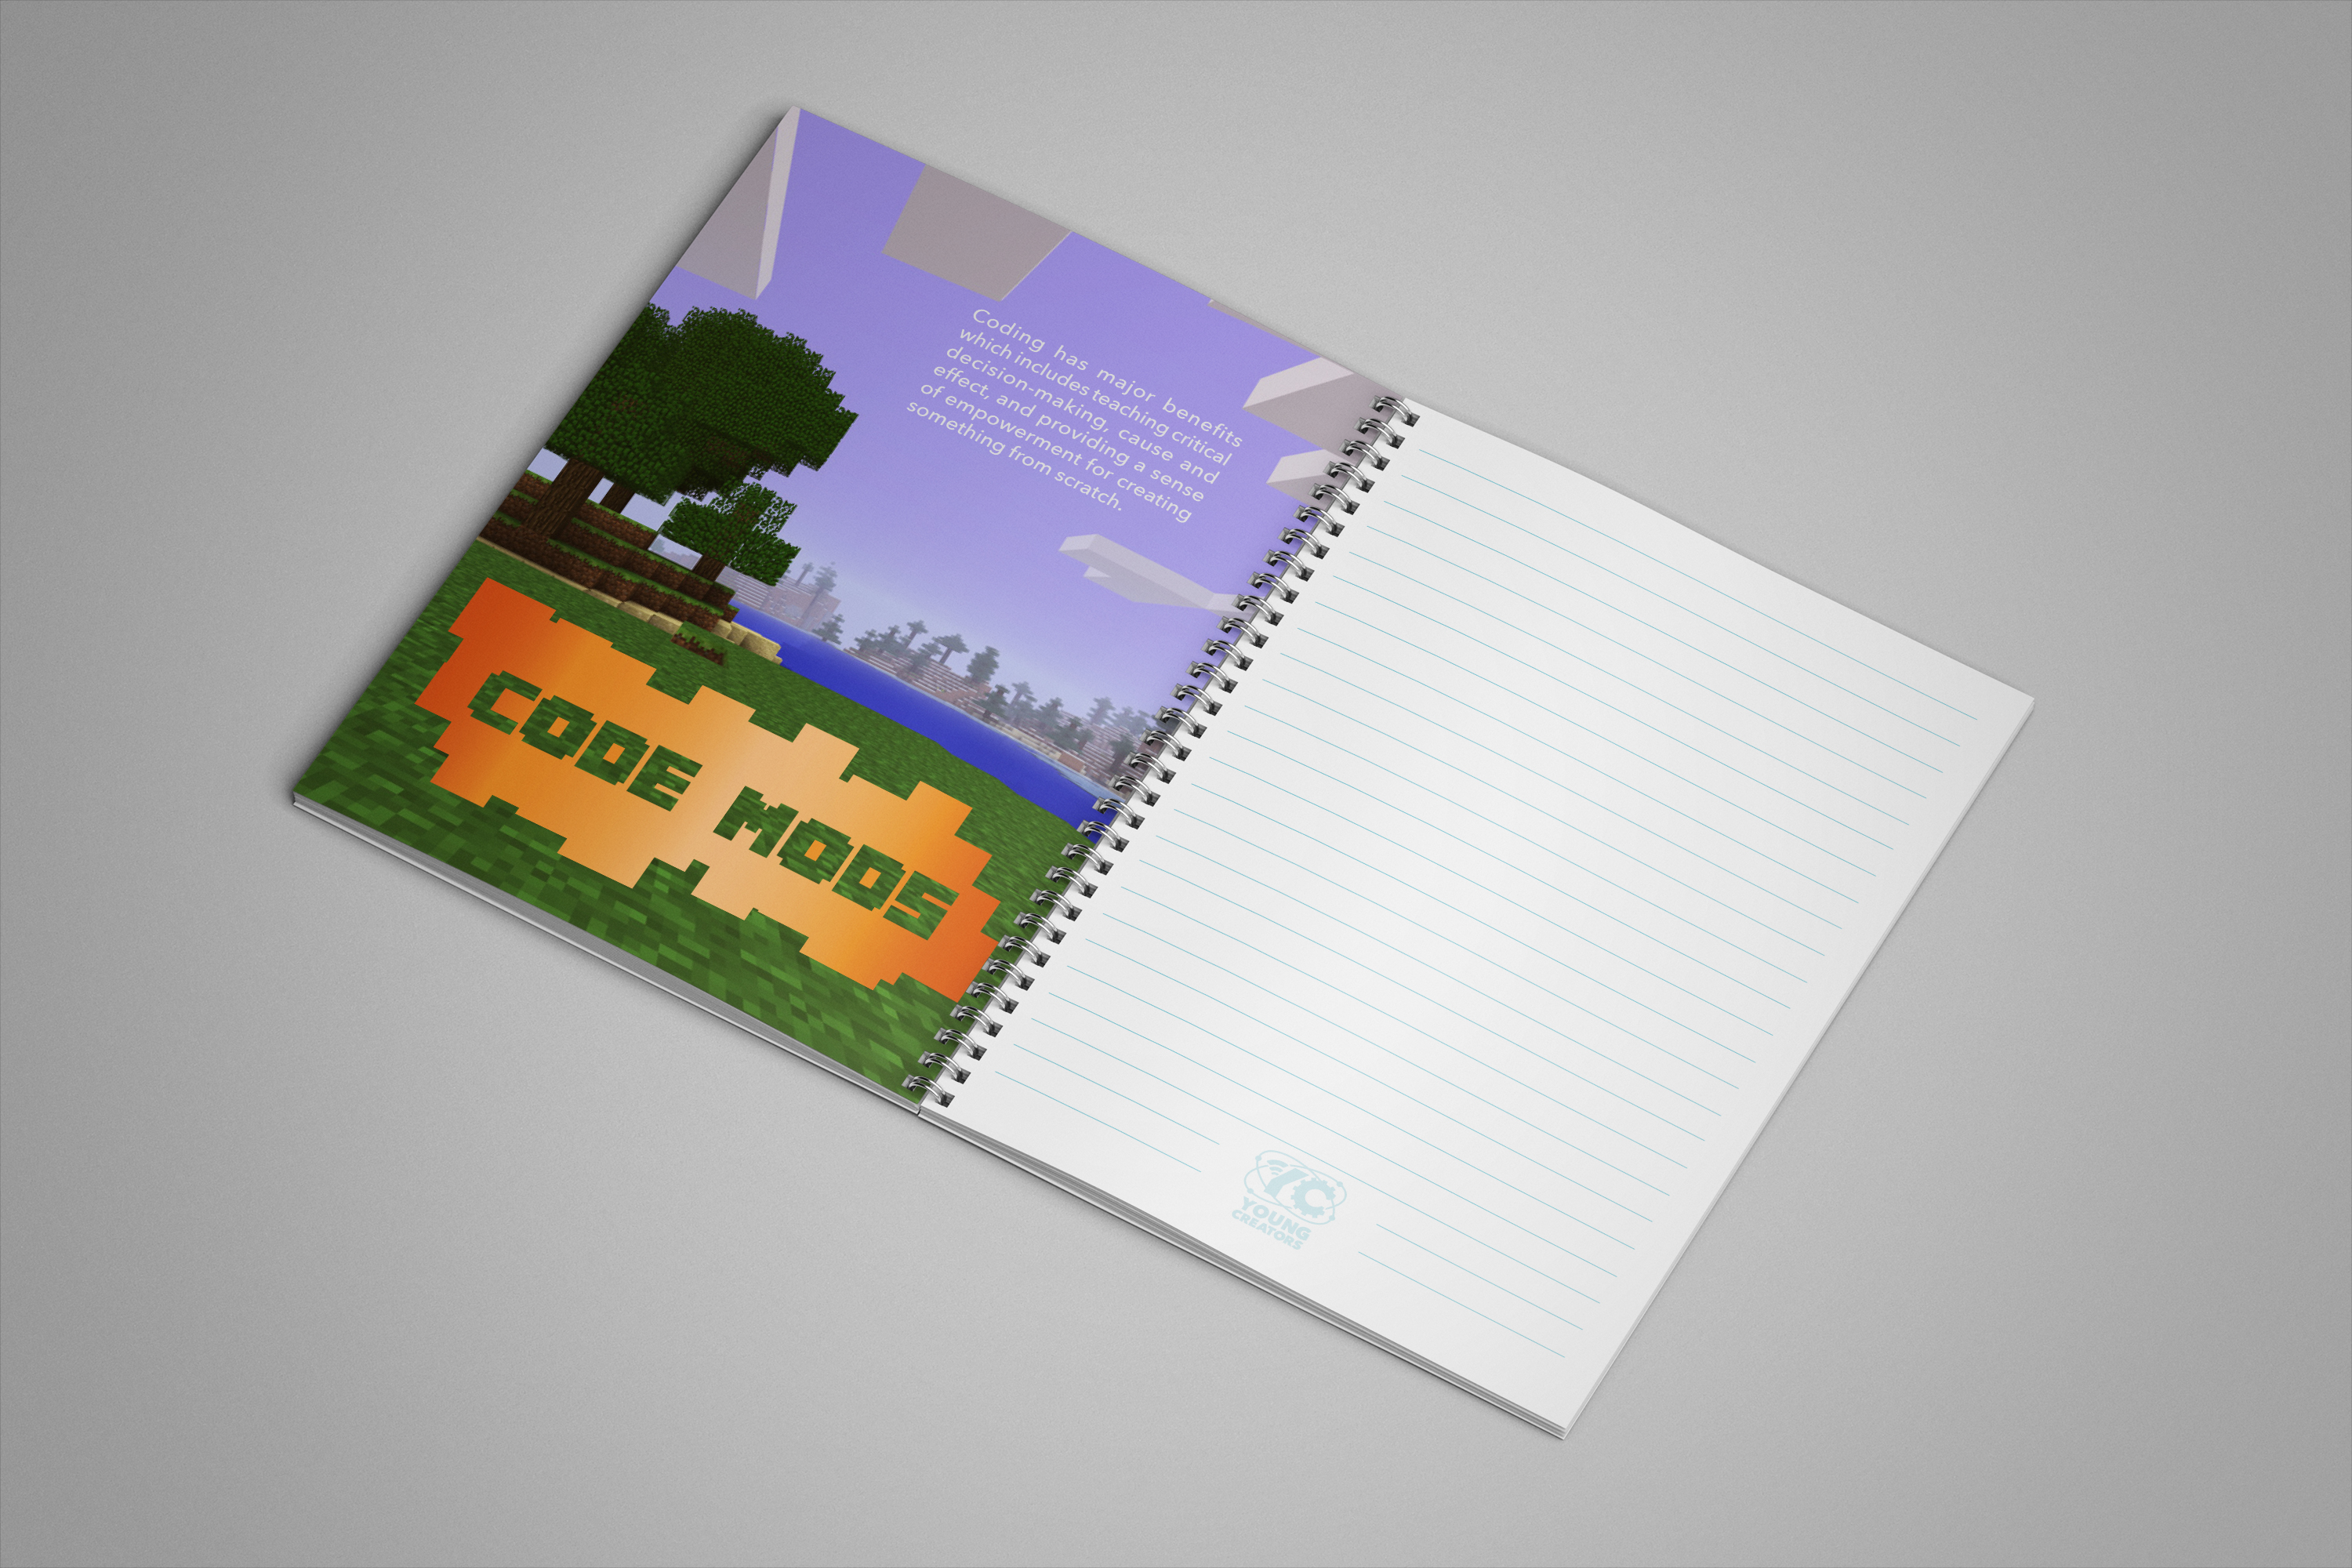 Coding has major benefits
which includes teaching critical
decision-making, cause and
effect, and providing a sense
of empowerment for creating
something from scratch.
CODE MODS
YC
YOUNG
CREATORS